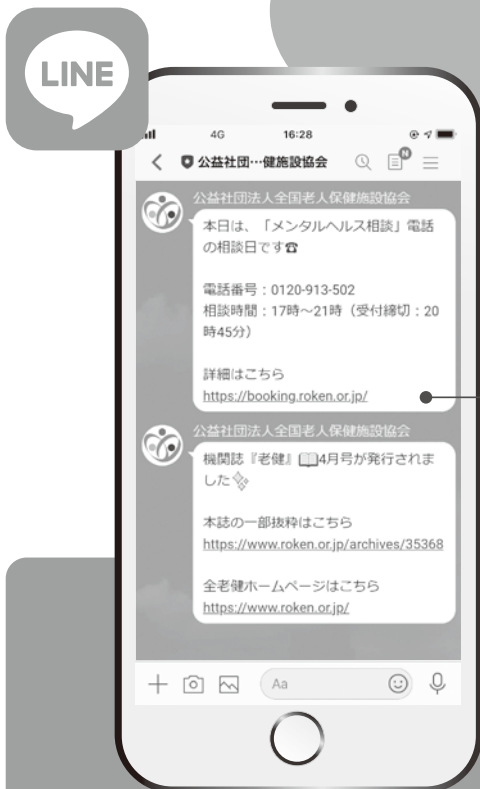 LINE
4G 16:28
公益社団…健施設協会 N
公益社団法人全国老人保健施設協会
本日は、「メンタルヘルス相談」電話
の相談日です☎
電話番号:0120-913-502
相談時間:17時~21時(受付締切:20
時45分)
詳細はこちら
https://booking.roken.or.jp/
公益社団法人全国老人保健施設協会
機関誌『老健』📖4月号が発行されま
した✨
本誌の一部抜粋はこちら
https://www.roken.or.jp/archives/35368
全老健ホームページはこちら
https://www.roken.or.jp/
Aa